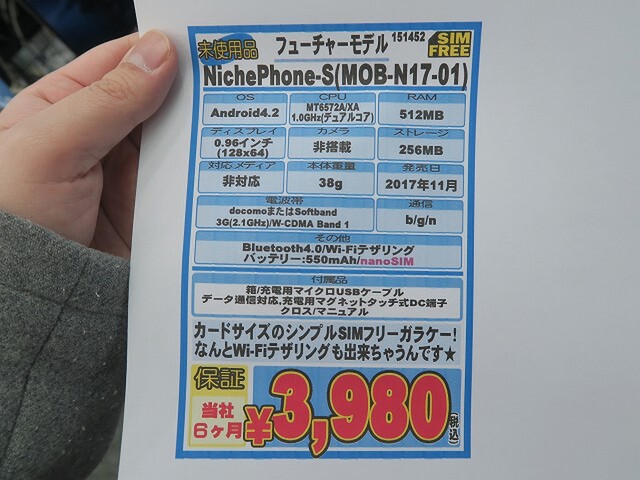 未使用品 フューチャーモデル 151452 SIM FREE
NichePhone-S(MOB-N17-01)
OS CPU RAM
Android4.2 MT6572A/XA 1.0GHz(デュアルコア) 512MB
ディスプレイ カメラ ストレージ
0.96インチ (128x64) 非搭載 256MB
対応メディア 本体重量 発売日
非対応 38g 2017年11月
電波帯 通信
docomoまたはSoftband
3G(2.1GHz)/W-CDMA Band 1 b/g/n
その他
Bluetooth4.0/Wi-Fiテザリング
バッテリー:550mAh/nanoSIM
付属品
箱/充電用マイクロUSBケーブル
データ通信対応,充電用マグネットタッチ式DC端子
クロス/マニュアル
カードサイズのシンプルSIMフリーガラケー!
なんとWi-Fiテザリングも出来ちゃうんです★
保証
当社
6ヶ月
¥3,980(税込)